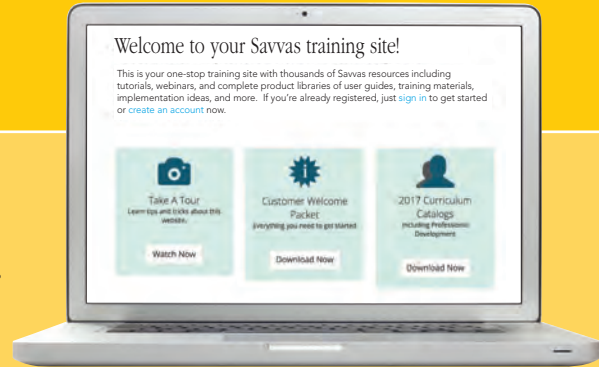 Welcome to your Savvas training site!
This is your one-stop training site with thousands of Savvas resources including
tutorials, webinars, and complete product libraries of user guides, training materials,
implementation ideas, and more. If you're already registered, just sign in to get started
or create an account now.
Take A Tour
Learn tips and tricks about this
website.
Watch Now
Customer Welcome
Packet
Everything you need to get started
Download Now
2017 Curriculum
Catalogs
Including Professional
Development
Download Now